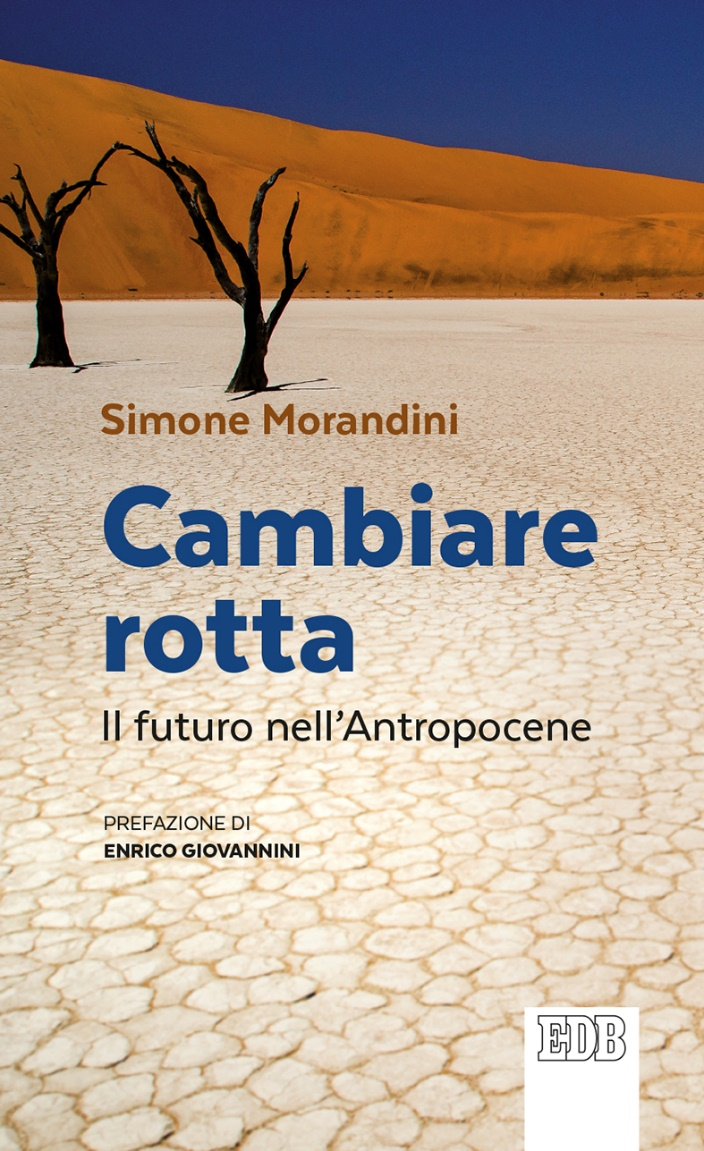 Simone Morandini
Cambiare
rotta
Il futuro nell’Antropocene
PREFAZIONE DI
ENRICO GIOVANNINI
EDB